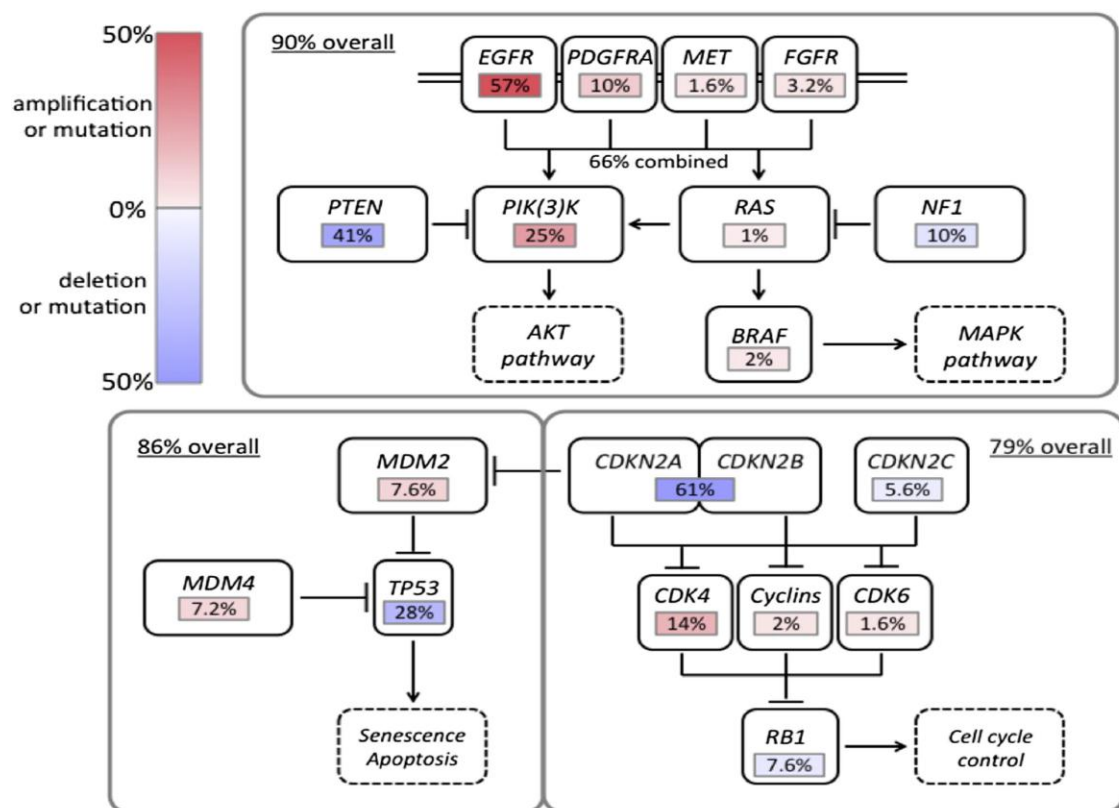 50%
amplification
or mutation
0%
deletion
or mutation
50%
90% overall
EGFR
57%
PDGFRA
10%
MET
1.6%
FGFR
3.2%
66% combined
PTEN
41%
PIK(3)K
25%
RAS
1%
NF1
10%
AKT
pathway
BRAF
2%
MAPK
pathway
86% overall
MDM2
7.6%
MDM4
7.2%
TP53
28%
Senescence
Apoptosis
79% overall
CDKN2A
CDKN2B
61%
CDKN2C
5.6%
CDK4
14%
Cyclins
2%
CDK6
1.6%
RB1
7.6%
Cell cycle
control